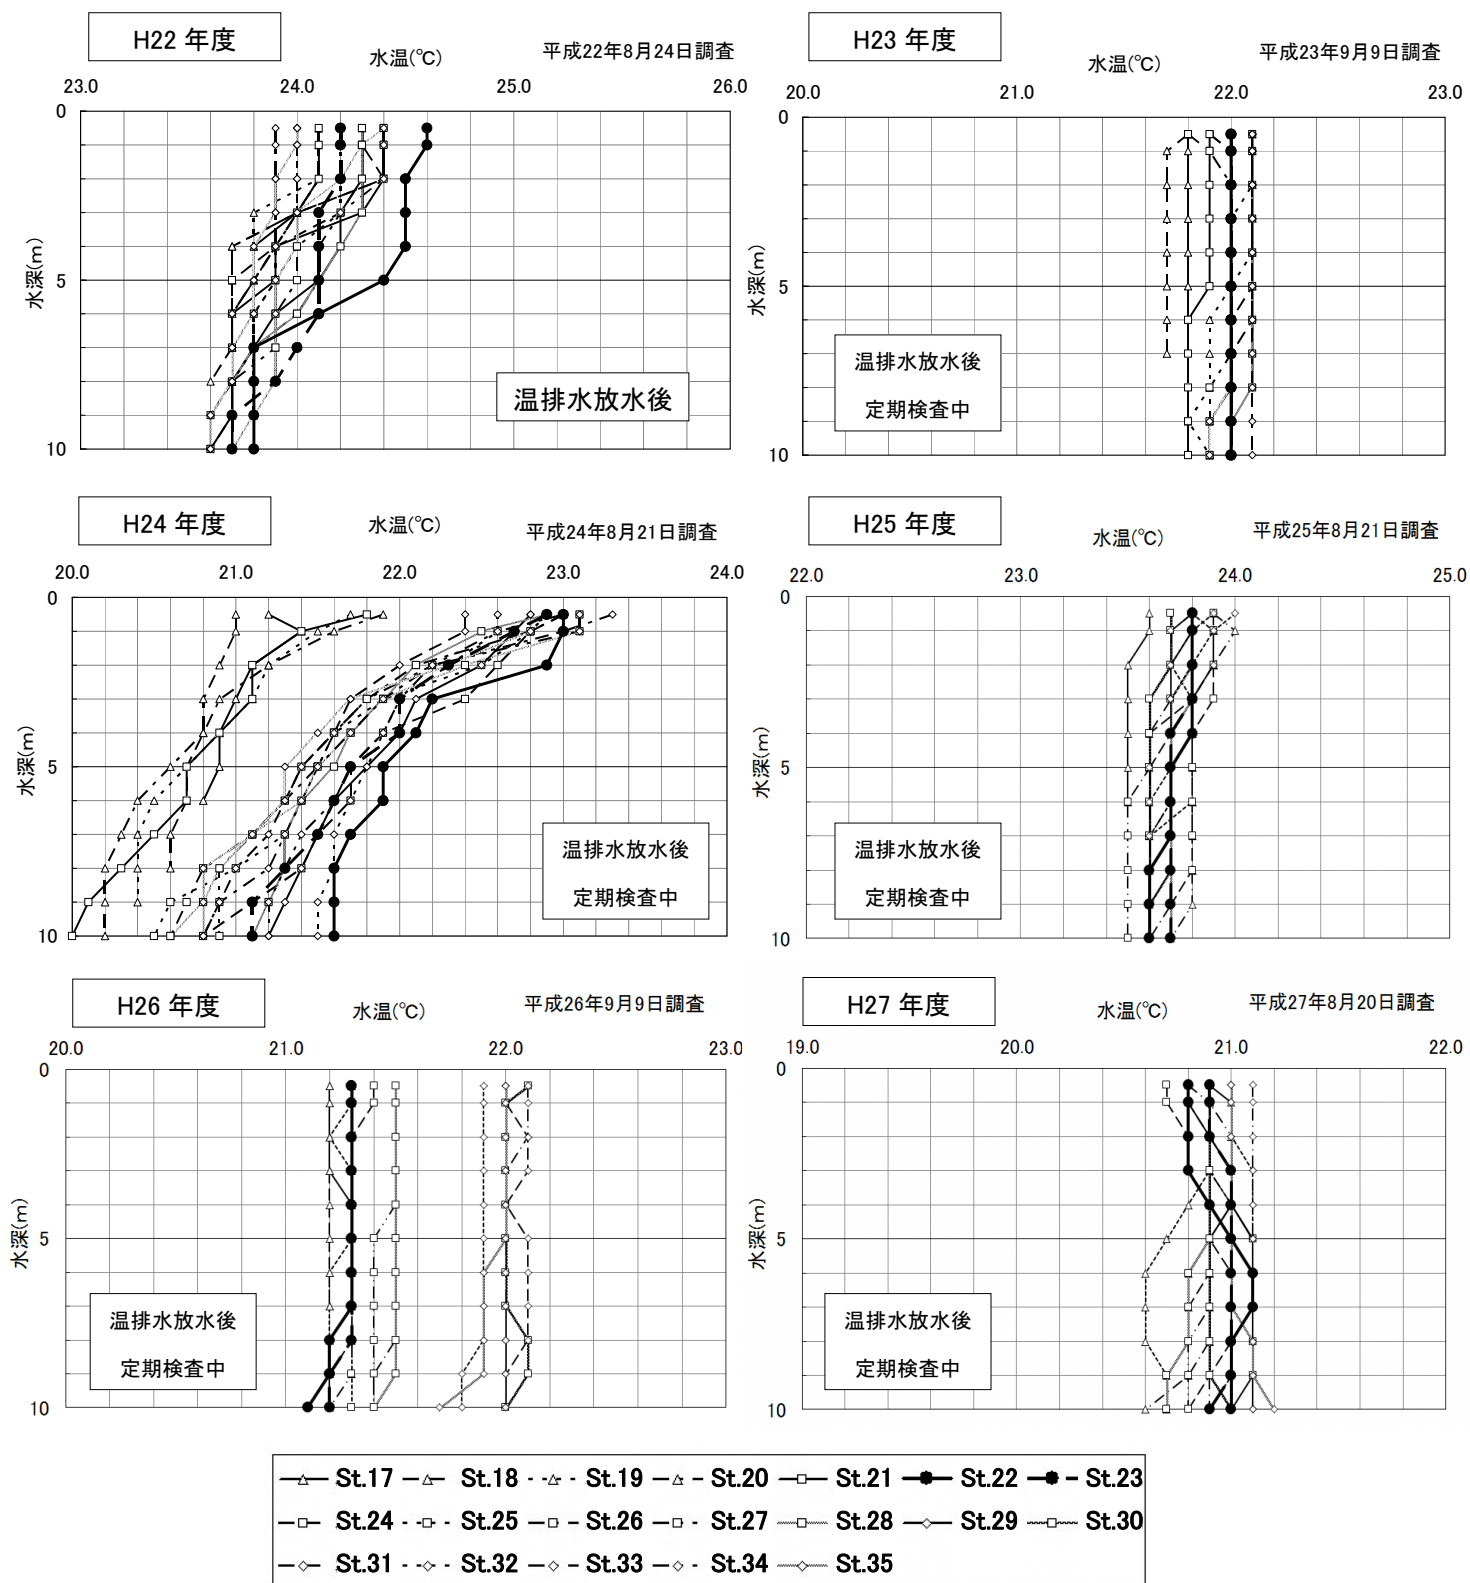 H22 年度
水温(℃)
平成22年8月24日調査
23.0 24.0 25.0 26.0
0
5
10
水深(m)
温排水放水後
H23 年度
水温(℃)
平成23年9月9日調査
20.0 21.0 22.0 23.0
0
5
10
水深(m)
温排水放水後
定期検査中
H24 年度
水温(℃)
平成24年8月21日調査
20.0 21.0 22.0 23.0 24.0
0
5
10
水深(m)
温排水放水後
定期検査中
H25 年度
水温(℃)
平成25年8月21日調査
22.0 23.0 24.0 25.0
0
5
10
水深(m)
温排水放水後
定期検査中
H26 年度
水温(℃)
平成26年9月9日調査
20.0 21.0 22.0 23.0
0
5
10
水深(m)
温排水放水後
定期検査中
H27 年度
水温(℃)
平成27年8月20日調査
19.0 20.0 21.0 22.0
0
5
10
水深(m)
温排水放水後
定期検査中
St.17 St.18 St.19 St.20 St.21 St.22 St.23
St.24 St.25 St.26 St.27 St.28 St.29 St.30
St.31 St.32 St.33 St.34 St.35